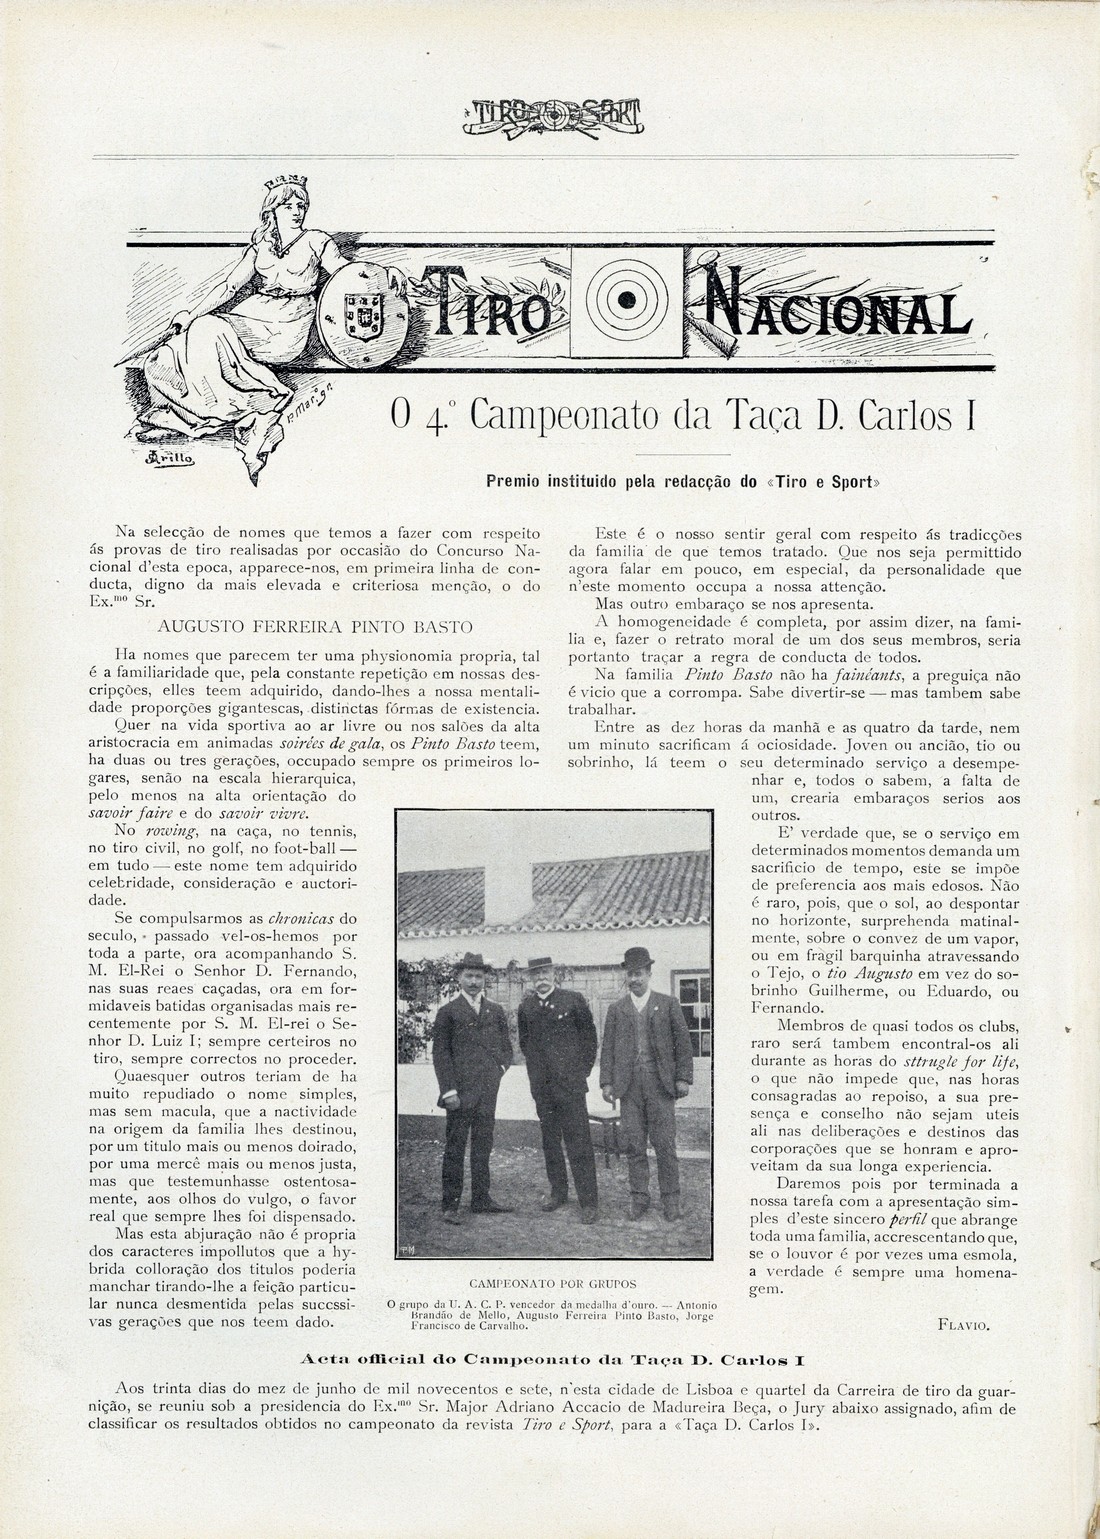 TIRO E SPORT
TIRO NACIONAL
P. Marinº gr.
Arillo
O 4.º Campeonato da Taça D. Carlos I
Premio instituido pela redacção do «Tiro e Sport»
Na selecção de nomes que temos a fazer com respeito
ás provas de tiro realisadas por occasião do Concurso Na-
cional d'esta epoca, apparece-nos, em primeira linha de con-
ducta, digno da mais elevada e criteriosa menção, o do
Ex.mo Sr.
AUGUSTO FERREIRA PINTO BASTO
Ha nomes que parecem ter uma physionomia propria, tal
é a familiaridade que, pela constante repetição em nossas des-
cripções, elles teem adquirido, dando-lhes a nossa mentali-
dade proporções gigantescas, distinctas fórmas de existencia.
Quer na vida sportiva ao ar livre ou nos salões da alta
aristocracia em animadas soirées de gala, os Pinto Basto teem,
ha duas ou tres gerações, occupado sempre os primeiros lo-
gares, senão na escala hierarquica,
pelo menos na alta orientação do
savoir faire e do savoir vivre.
No rowing, na caça, no tennis,
no tiro civil, no golf, no foot-ball —
em tudo — este nome tem adquirido
celebridade, consideração e auctori-
dade.
Se compulsarmos as chronicas do
seculo, passado vel-os-hemos por
toda a parte, ora acompanhando S.
M. El-Rei o Senhor D. Fernando,
nas suas reaes caçadas, ora em for-
midaveis batidas organisadas mais re-
centemente por S. M. El-rei o Se-
nhor D. Luiz I; sempre certeiros no
tiro, sempre correctos no proceder.
Quaesquer outros teriam de ha
muito repudiado o nome simples,
mas sem macula, que a nactividade
na origem da familia lhes destinou,
por um titulo mais ou menos doirado,
por uma mercê mais ou menos justa,
mas que testemunhasse ostentosa-
mente, aos olhos do vulgo, o favor
real que sempre lhes foi dispensado.
Mas esta abjuração não é propria
dos caracteres impollutos que a hy-
brida colloração dos titulos poderia
manchar tirando-lhe a feição particu-
lar nunca desmentida pelas succssi-
vas gerações que nos teem dado.
PM
CAMPEONATO POR GRUPOS
O grupo da U. A. C. P. vencedor da medalha d'ouro. — Antonio
Brandão de Mello, Augusto Ferreira Pinto Basto, Jorge
Francisco de Carvalho.
Este é o nosso sentir geral com respeito ás tradicções
da familia de que temos tratado. Que nos seja permittido
agora falar em pouco, em especial, da personalidade que
n'este momento occupa a nossa attenção.
Mas outro embaraço se nos apresenta.
A homogeneidade é completa, por assim dizer, na fami-
lia e, fazer o retrato moral de um dos seus membros, seria
portanto traçar a regra de conducta de todos.
Na familia Pinto Basto não ha fainéants, a preguiça não
é vicio que a corrompa. Sabe divertir-se — mas tambem sabe
trabalhar.
Entre as dez horas da manhã e as quatro da tarde, nem
um minuto sacrificam á ociosidade. Joven ou ancião, tio ou
sobrinho, lá teem o seu determinado serviço a desempe-
nhar e, todos o sabem, a falta de
um, crearia embaraços serios aos
outros.
E' verdade que, se o serviço em
determinados momentos demanda um
sacrificio de tempo, este se impõe
de preferencia aos mais edosos. Não
é raro, pois, que o sol, ao despontar
no horizonte, surprehenda matinal-
mente, sobre o convez de um vapor,
ou em fragil barquinha atravessando
o Tejo, o tio Augusto em vez do so-
brinho Guilherme, ou Eduardo, ou
Fernando.
Membros de quasi todos os clubs,
raro será tambem encontral-os ali
durante as horas do sttrugle for life,
o que não impede que, nas horas
consagradas ao repoiso, a sua pre-
sença e conselho não sejam uteis
ali nas deliberações e destinos das
corporações que se honram e apro-
veitam da sua longa experiencia.
Daremos pois por terminada a
nossa tarefa com a apresentação sim-
ples d'este sincero perfil que abrange
toda uma familia, accrescentando que,
se o louvor é por vezes uma esmola,
a verdade é sempre uma homena-
gem.
FLAVIO.
Acta official do Campeonato da Taça D. Carlos I
Aos trinta dias do mez de junho de mil novecentos e sete, n'esta cidade de Lisboa e quartel da Carreira de tiro da guar-
nição, se reuniu sob a presidencia do Ex.mo Sr. Major Adriano Accacio de Madureira Beça, o Jury abaixo assignado, afim de
classificar os resultados obtidos no campeonato da revista Tiro e Sport, para a «Taça D. Carlos I».